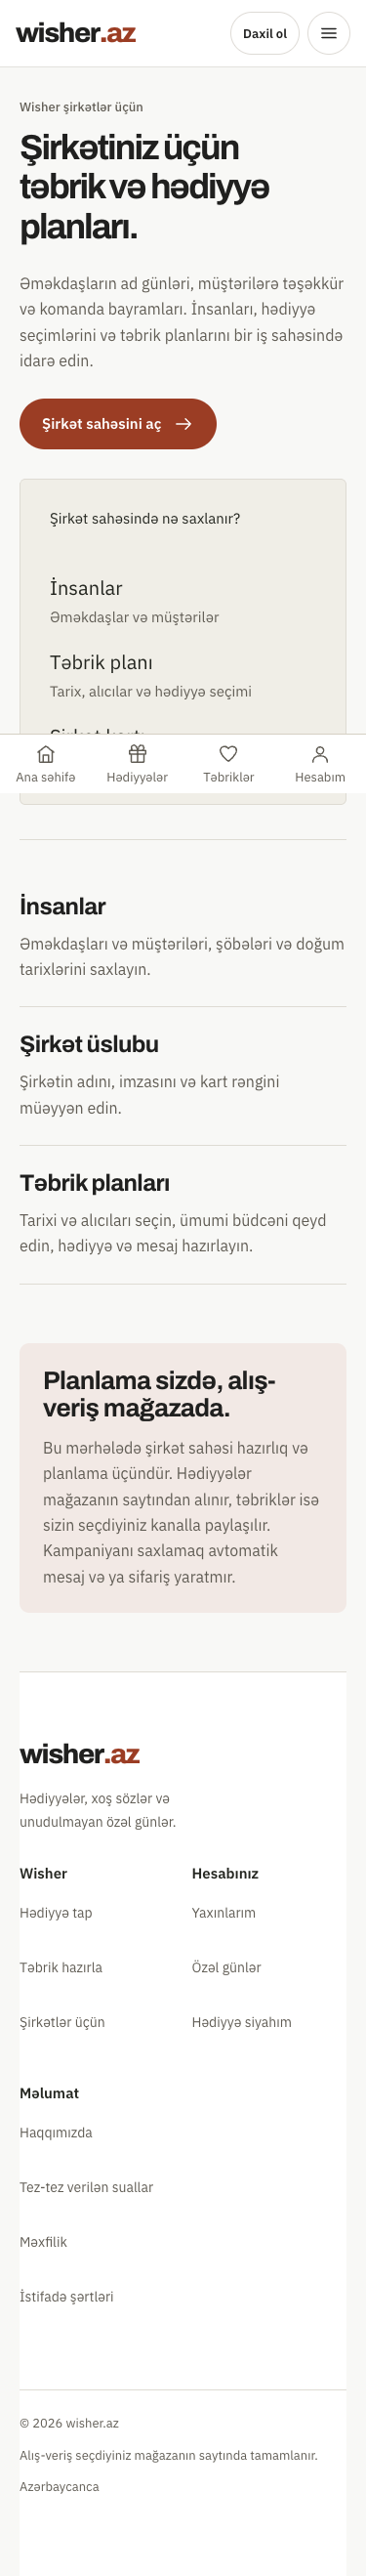 wisher.az
Daxil ol
Wisher şirkətlər üçün
Şirkətiniz üçün
təbrik və hədiyyə
planları.
Əməkdaşların ad günləri, müştərilərə təşəkkür
və komanda bayramları. İnsanları, hədiyyə
seçimlərini və təbrik planlarını bir iş sahəsində
idarə edin.
Şirkət sahəsini aç
Şirkət sahəsində nə saxlanır?
İnsanlar
Əməkdaşlar və müştərilər
Təbrik planı
Tarix, alıcılar və hədiyyə seçimi
Ana səhifə
Hədiyyələr
Təbriklər
Hesabım
İnsanlar
Əməkdaşları və müştəriləri, şöbələri və doğum
tarixlərini saxlayın.
Şirkət üslubu
Şirkətin adını, imzasını və kart rəngini
müəyyən edin.
Təbrik planları
Tarixi və alıcıları seçin, ümumi büdcəni qeyd
edin, hədiyyə və mesaj hazırlayın.
Planlama sizdə, alış-
veriş mağazada.
Bu mərhələdə şirkət sahəsi hazırlıq və
planlama üçündür. Hədiyyələr
mağazanın saytından alınır, təbriklər isə
sizin seçdiyiniz kanalla paylaşılır.
Kampaniyanı saxlamaq avtomatik
mesaj və ya sifariş yaratmır.
wisher.az
Hədiyyələr, xoş sözlər və
unudulmayan özəl günlər.
Wisher
Hədiyyə tap
Təbrik hazırla
Şirkətlər üçün
Hesabınız
Yaxınlarım
Özəl günlər
Hədiyyə siyahım
Məlumat
Haqqımızda
Tez-tez verilən suallar
Məxfilik
İstifadə şərtləri
© 2026 wisher.az
Alış-veriş seçdiyiniz mağazanın saytında tamamlanır.
Azərbaycanca